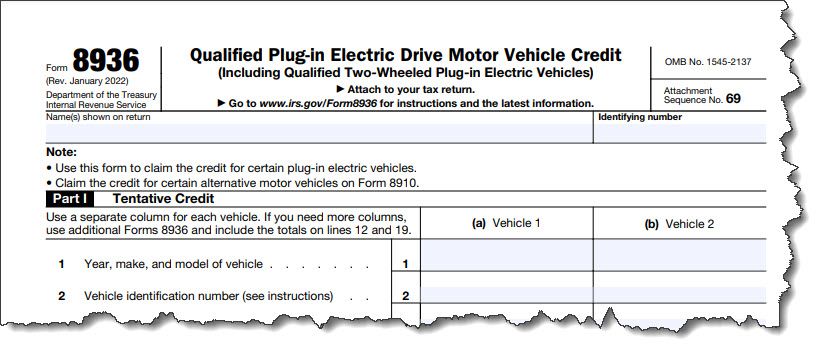 Form 8936
(Rev. January 2022)
Department of the Treasury
Internal Revenue Service
Qualified Plug-in Electric Drive Motor Vehicle Credit
(Including Qualified Two-Wheeled Plug-in Electric Vehicles)
▶ Attach to your tax return.
▶ Go to www.irs.gov/Form8936 for instructions and the latest information.
OMB No. 1545-2137
Attachment
Sequence No. 69
Name(s) shown on return
Identifying number
Note:
• Use this form to claim the credit for certain plug-in electric vehicles.
• Claim the credit for certain alternative motor vehicles on Form 8910.
Part I Tentative Credit
Use a separate column for each vehicle. If you need more columns,
use additional Forms 8936 and include the totals on lines 12 and 19.
(a) Vehicle 1
(b) Vehicle 2
1 Year, make, and model of vehicle . . . . . . . 1
2 Vehicle identification number (see instructions) . . 2